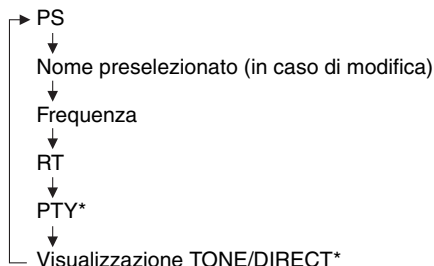 PS
Nome preselezionato (in caso di modifica)
Frequenza
RT
PTY*
Visualizzazione TONE/DIRECT*